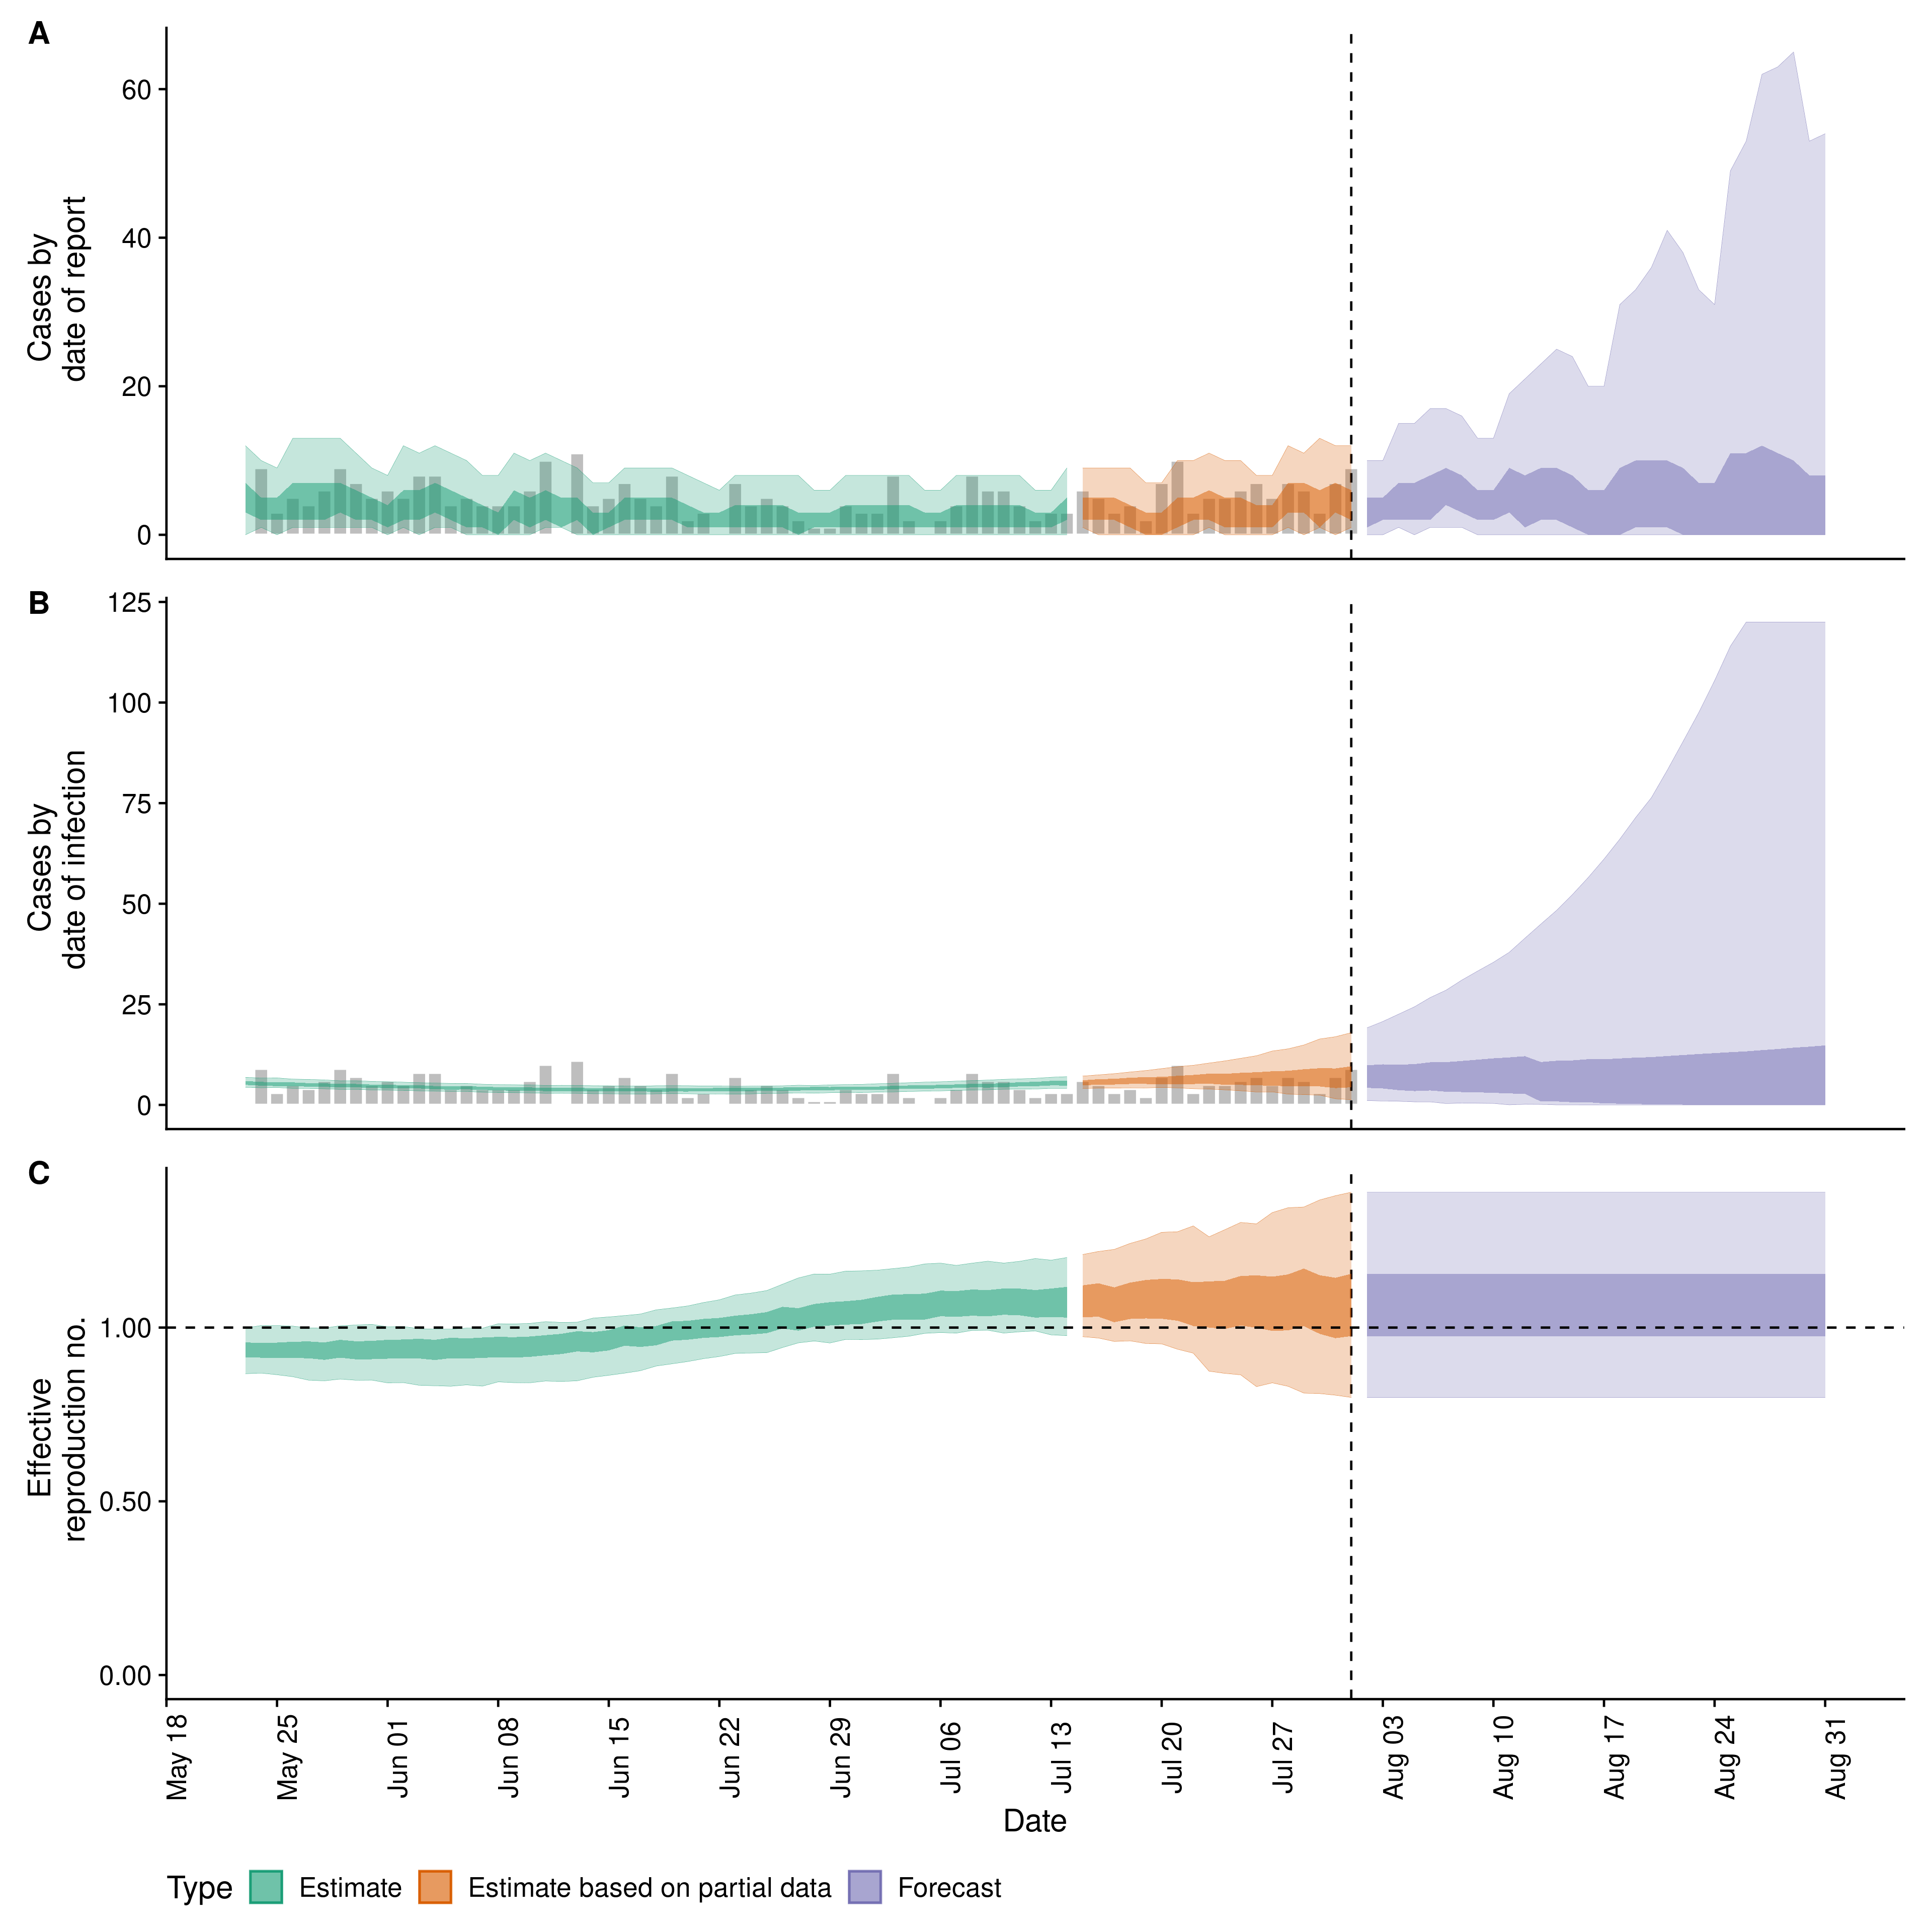 A
Cases by
date of report
60
40
20
0
B
Cases by
date of infection
125
100
75
50
25
0
C
Effective
reproduction no.
1.00
0.50
0.00
May 18
May 25
Jun 01
Jun 08
Jun 15
Jun 22
Jun 29
Jul 06
Jul 13
Jul 20
Jul 27
Aug 03
Aug 10
Aug 17
Aug 24
Aug 31
Date
Type Estimate Estimate based on partial data Forecast